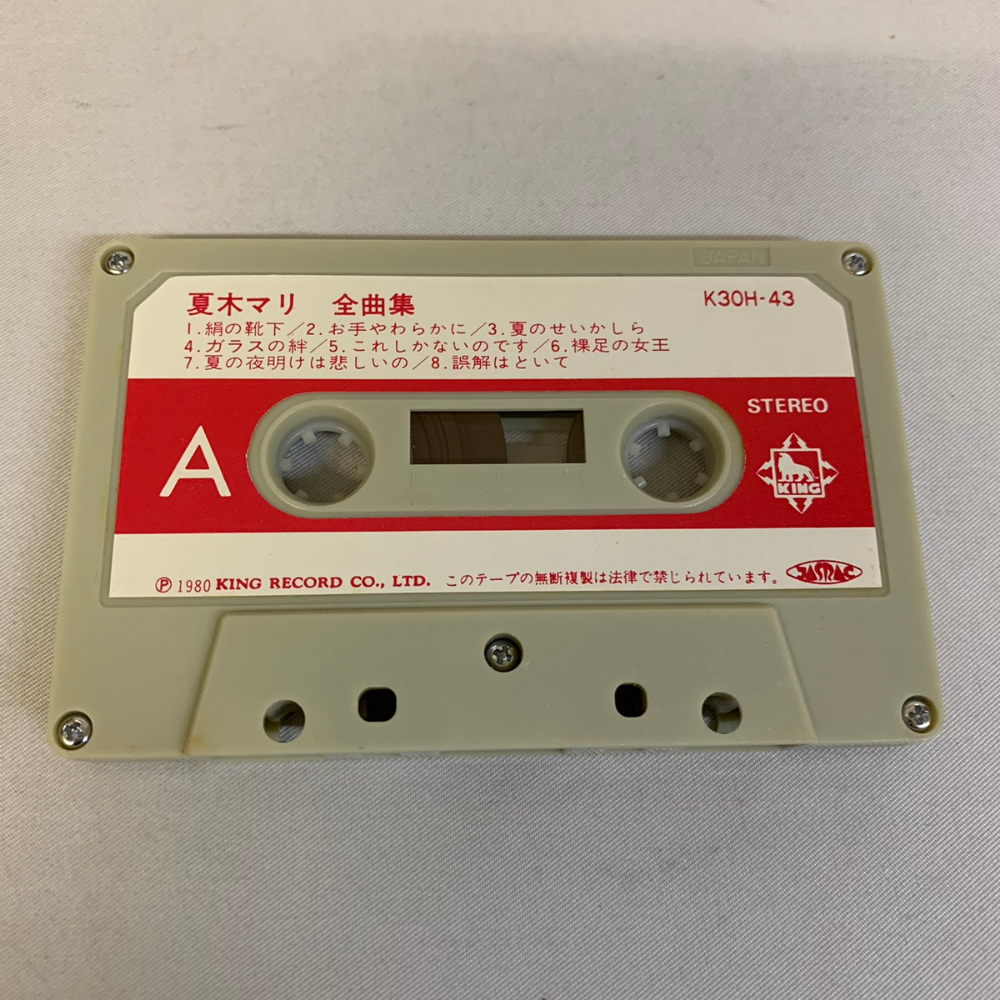 JAPAN
夏木マリ 全曲集 K30H-43
1.絹の靴下/2.お手やわらかに/3.夏のせいかしら
4.ガラスの絆/5.これしかないのです/6.裸足の女王
7.夏の夜明けは悲しいの/8.誤解はといて
STEREO
A
KING
Ⓟ 1980 KING RECORD CO., LTD. このテープの無断複製は法律で禁じられています。 JASRAC